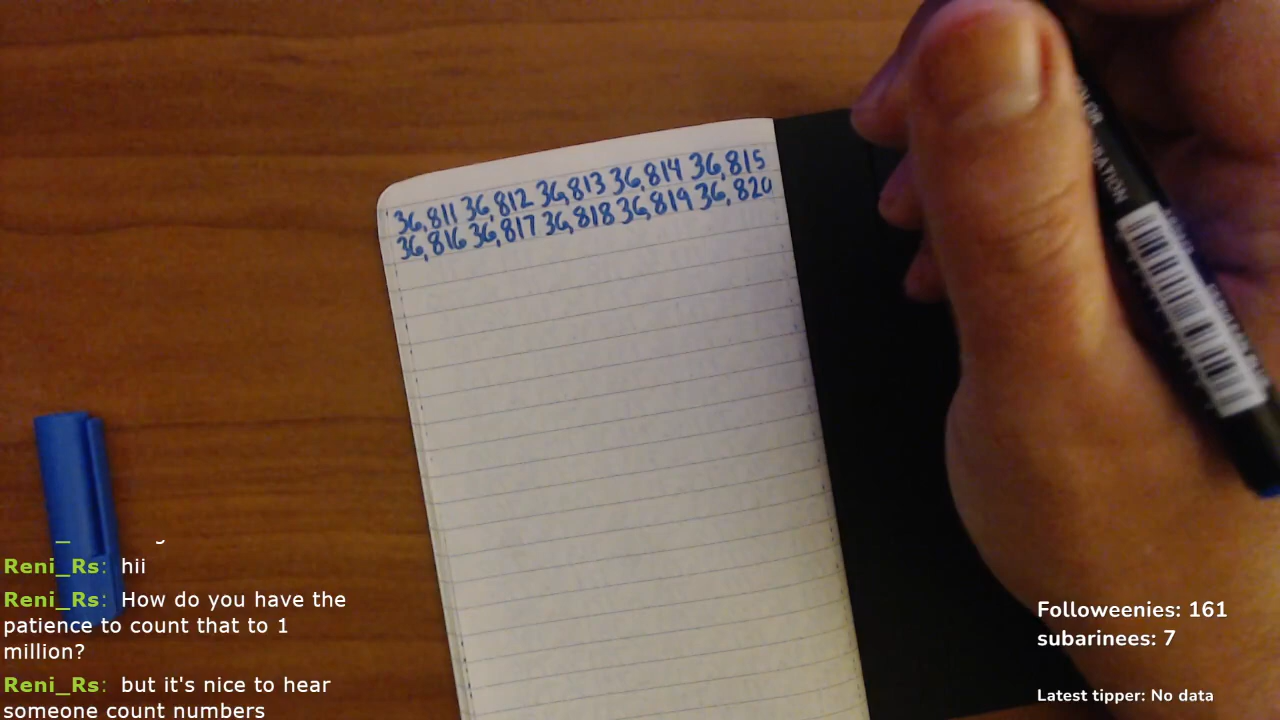 36,811 36,812 36,813 36,814 36,815
36,816 36,817 36,818 36,819 36,820
Reni_Rs: hii
Reni_Rs: How do you have the
patience to count that to 1
million?
Reni_Rs: but it's nice to hear
someone count numbers
Followeenies: 161
subarinees: 7
Latest tipper: No data